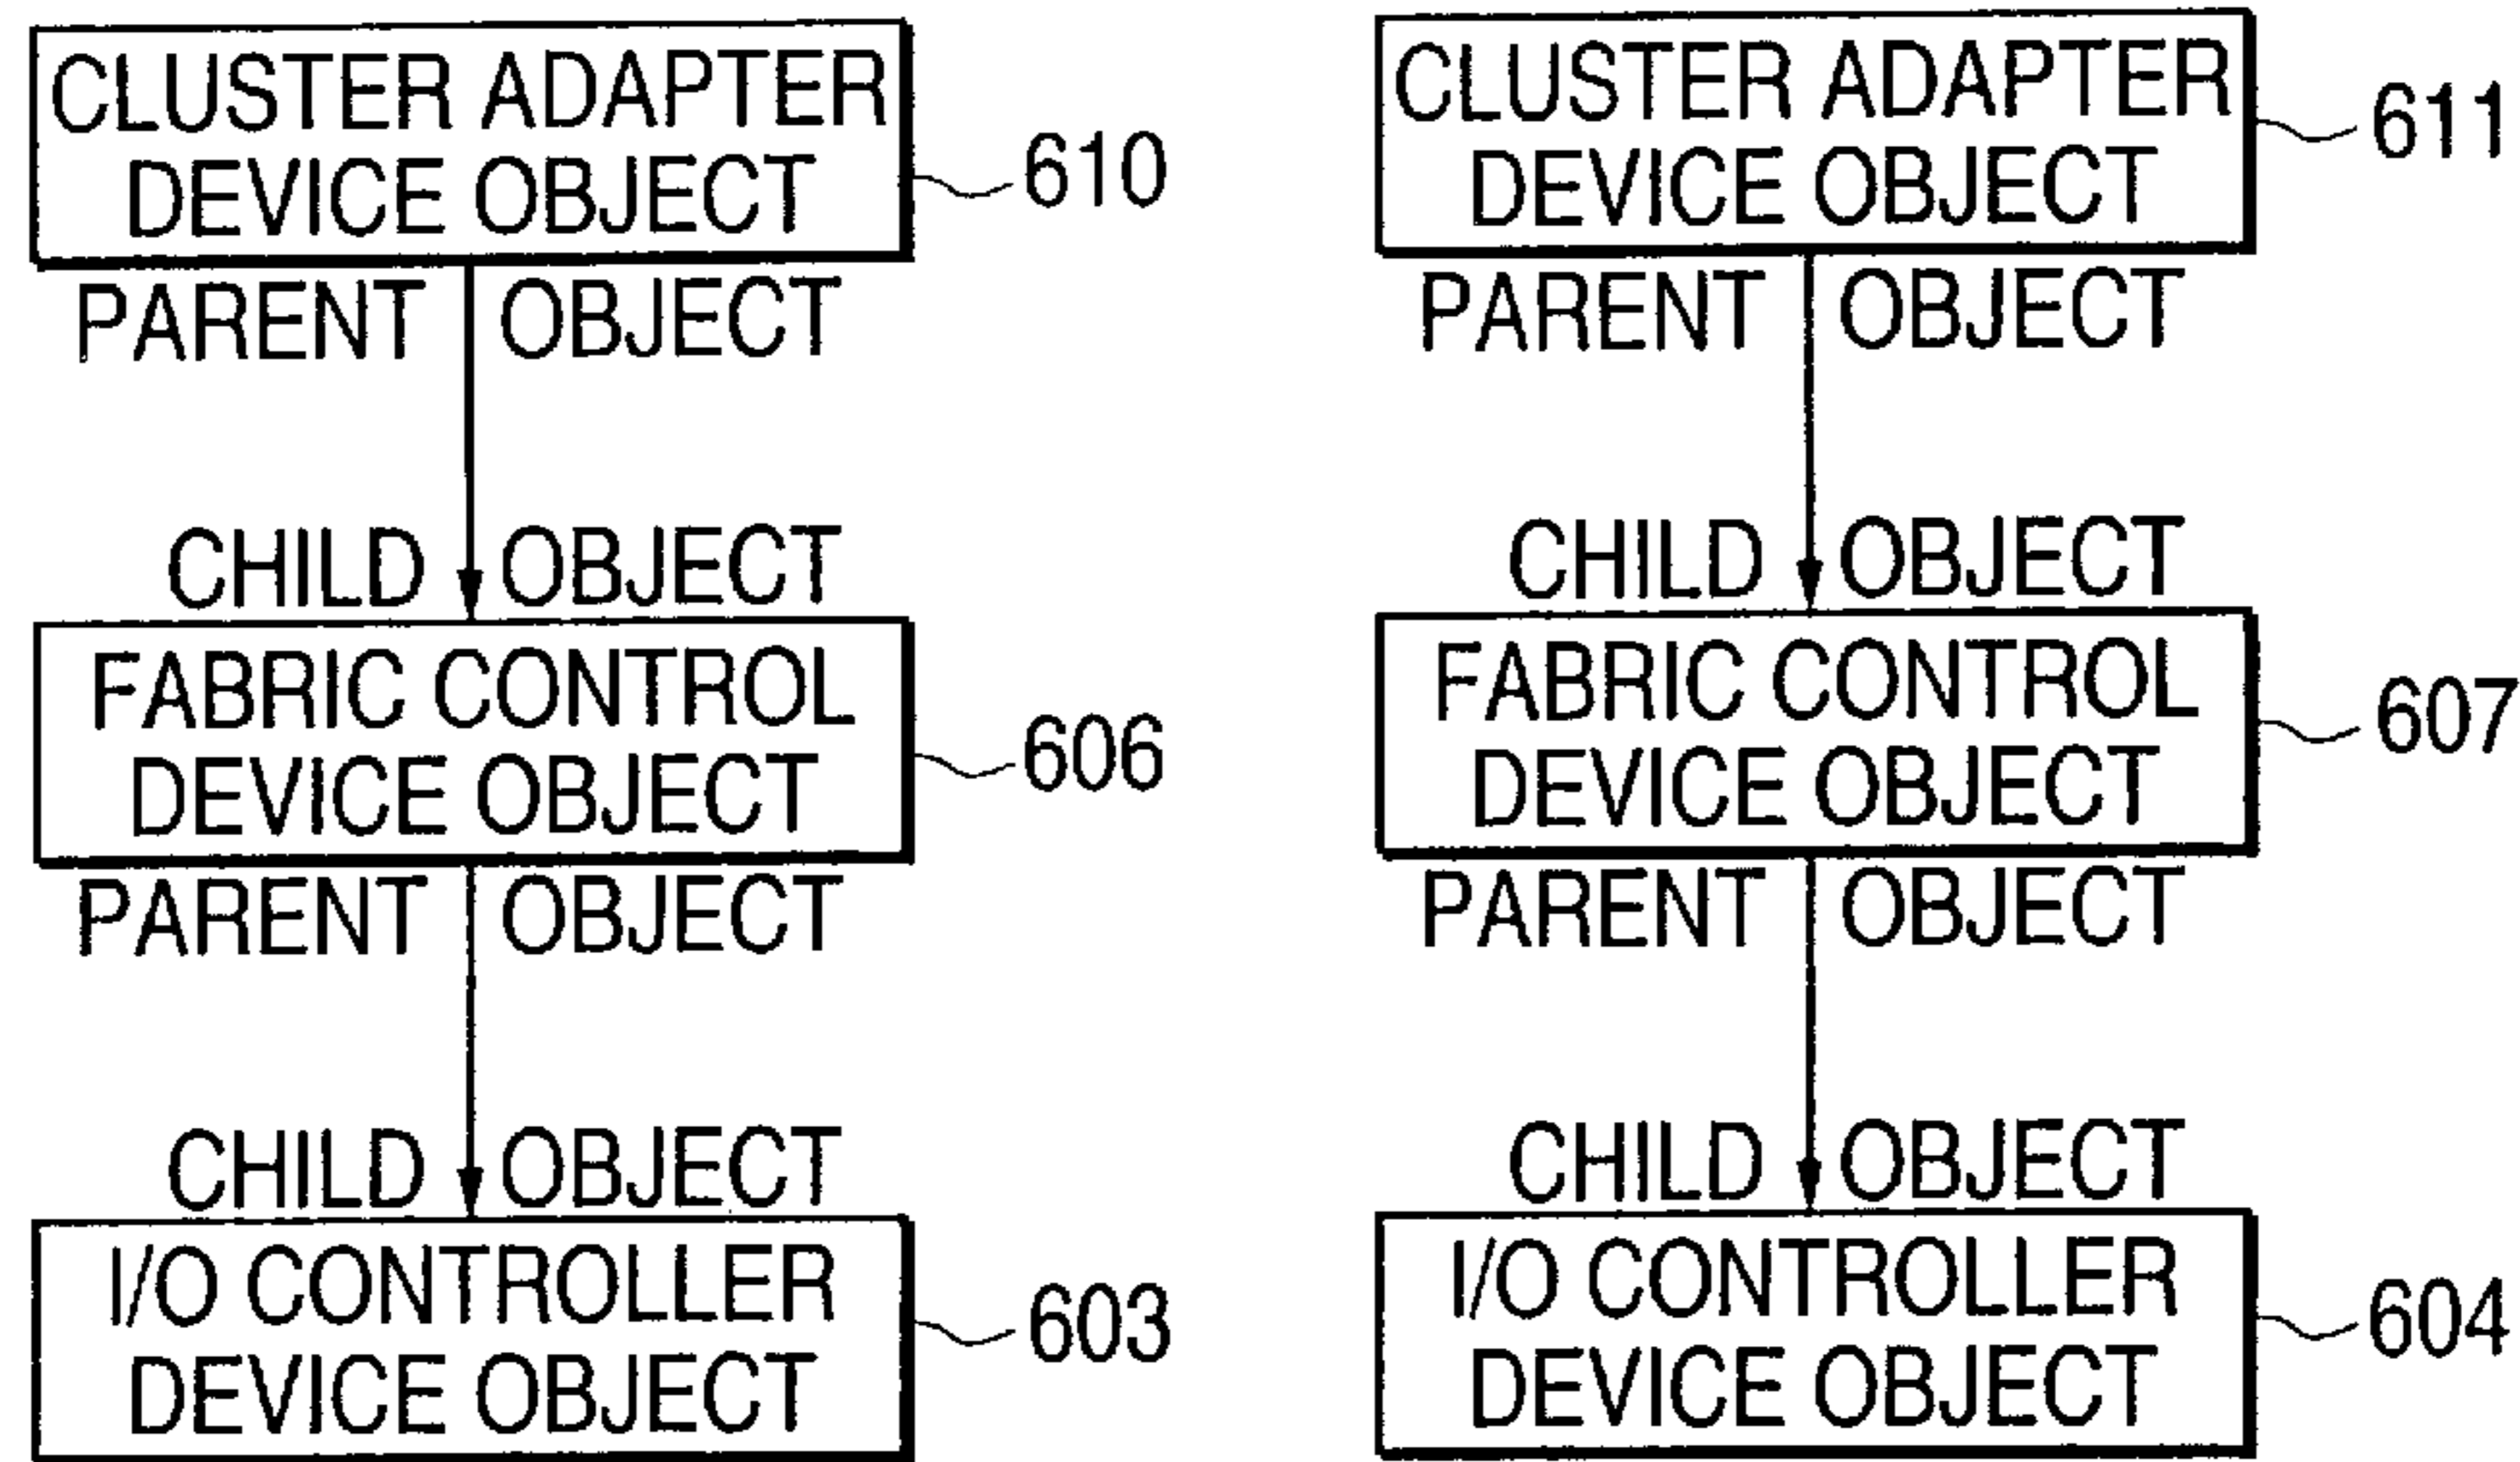 CLUSTER ADAPTER
DEVICE OBJECT
610
PARENT OBJECT
CHILD OBJECT
FABRIC CONTROL
DEVICE OBJECT
606
PARENT OBJECT
CHILD OBJECT
I/O CONTROLLER
DEVICE OBJECT
603
CLUSTER ADAPTER
DEVICE OBJECT
611
PARENT OBJECT
CHILD OBJECT
FABRIC CONTROL
DEVICE OBJECT
607
PARENT OBJECT
CHILD OBJECT
I/O CONTROLLER
DEVICE OBJECT
604